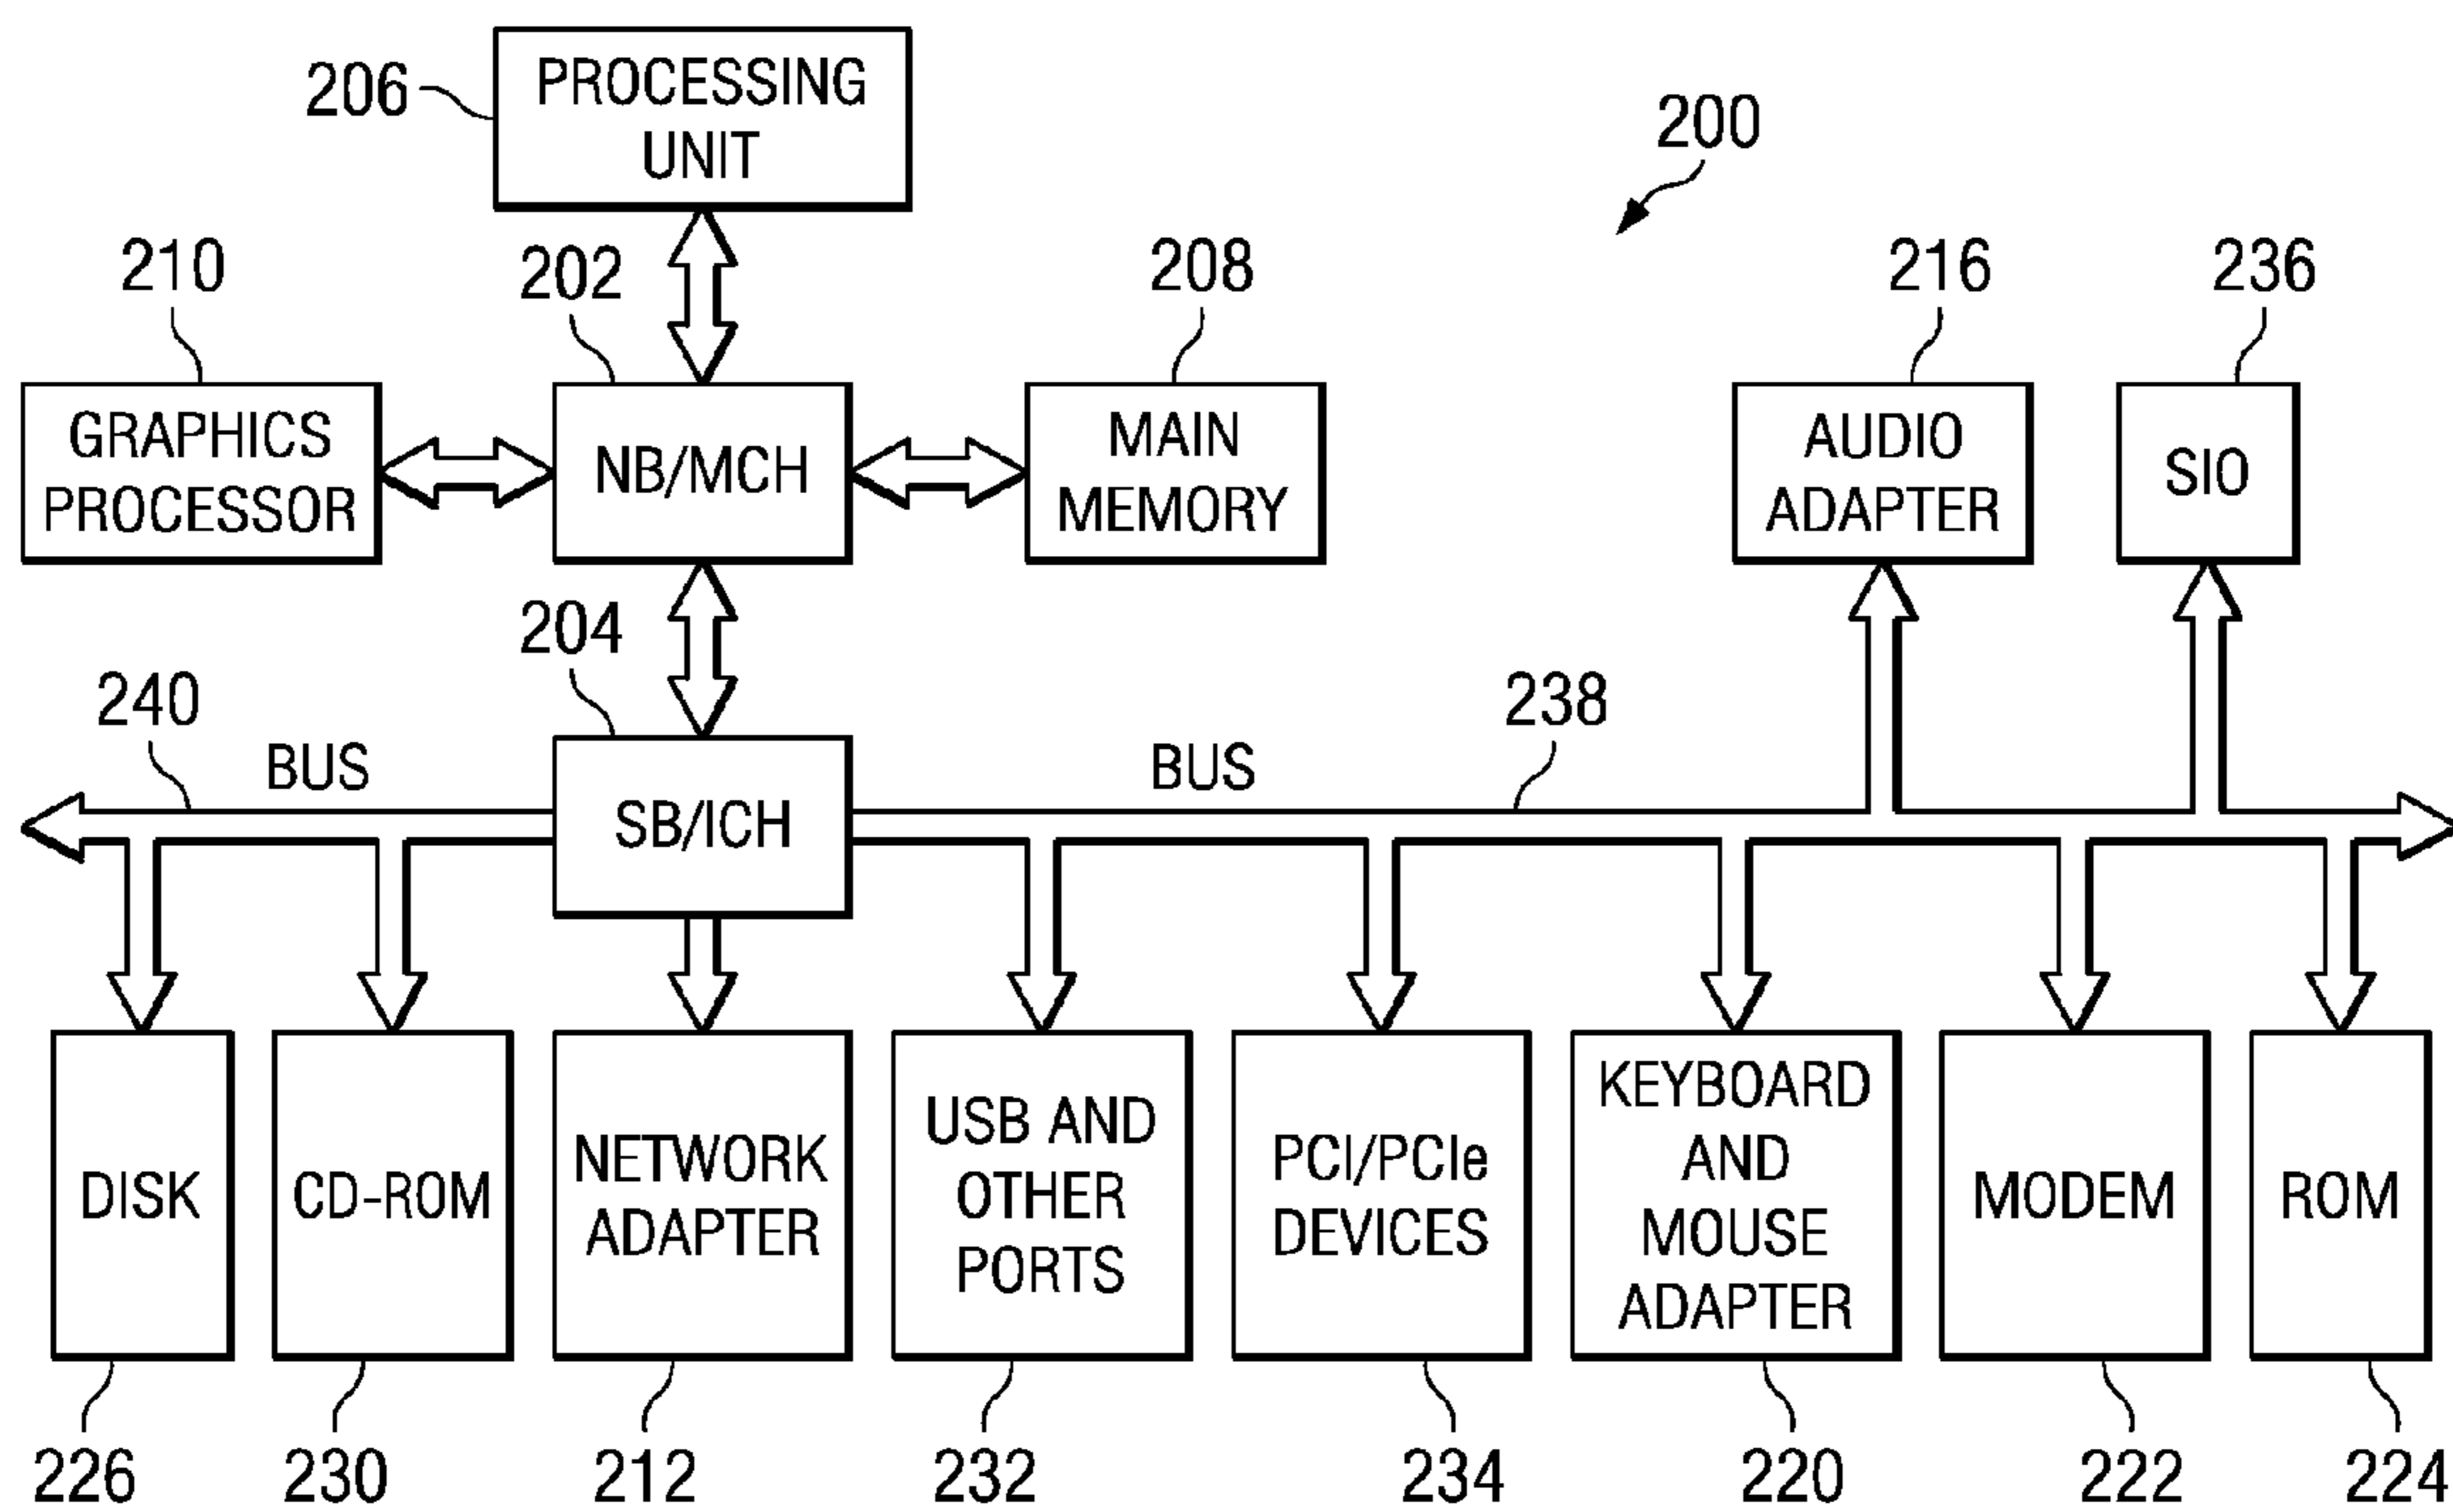 206
PROCESSING
UNIT
200
210
202
208
216
236
GRAPHICS
PROCESSOR
NB/MCH
MAIN
MEMORY
AUDIO
ADAPTER
SIO
204
240
BUS
SB/ICH
BUS
238
DISK
CD-ROM
NETWORK
ADAPTER
USB AND
OTHER
PORTS
PCI/PCIe
DEVICES
KEYBOARD
AND
MOUSE
ADAPTER
MODEM
ROM
226
230
212
232
234
220
222
224